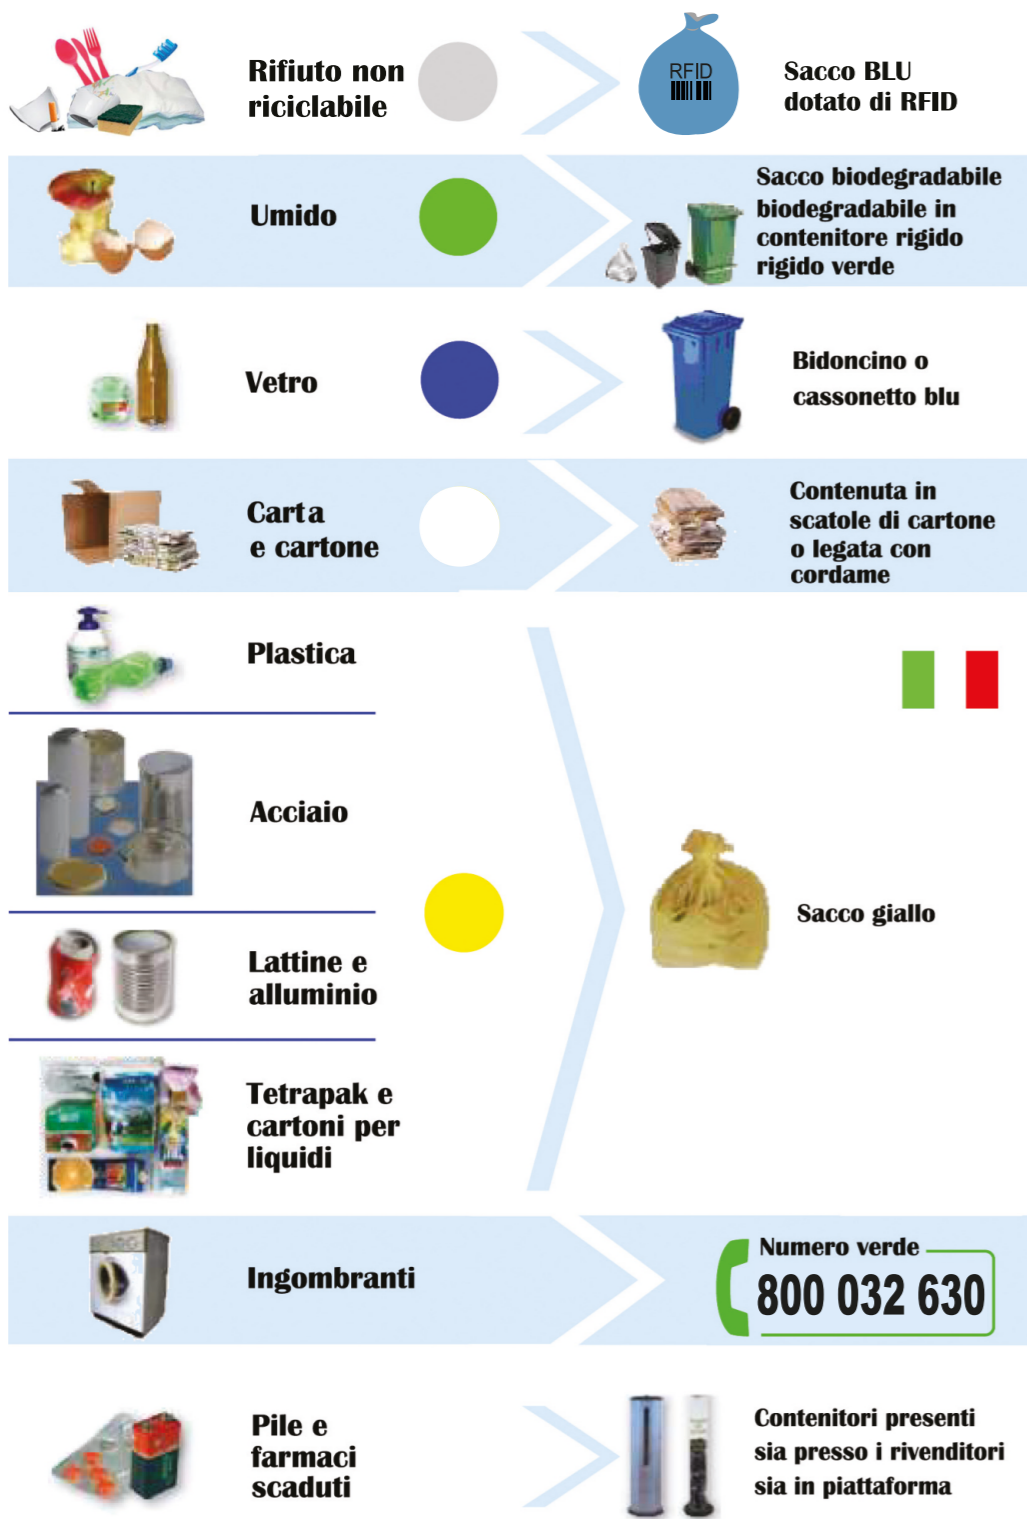 Rifiuto non
riciclabile
RFID
Sacco BLU
dotato di RFID
Umido
Sacco biodegradabile
biodegradabile in
contenitore rigido
rigido verde
Vetro
Bidoncino o
cassonetto blu
Carta
e cartone
Contenuta in
scatole di cartone
o legata con
cordame
Plastica
Acciaio
Lattine e
alluminio
Tetrapak e
cartoni per
liquidi
Sacco giallo
Ingombranti
Numero verde
800 032 630
Pile e
farmaci
scaduti
Contenitori presenti
sia presso i rivenditori
sia in piattaforma